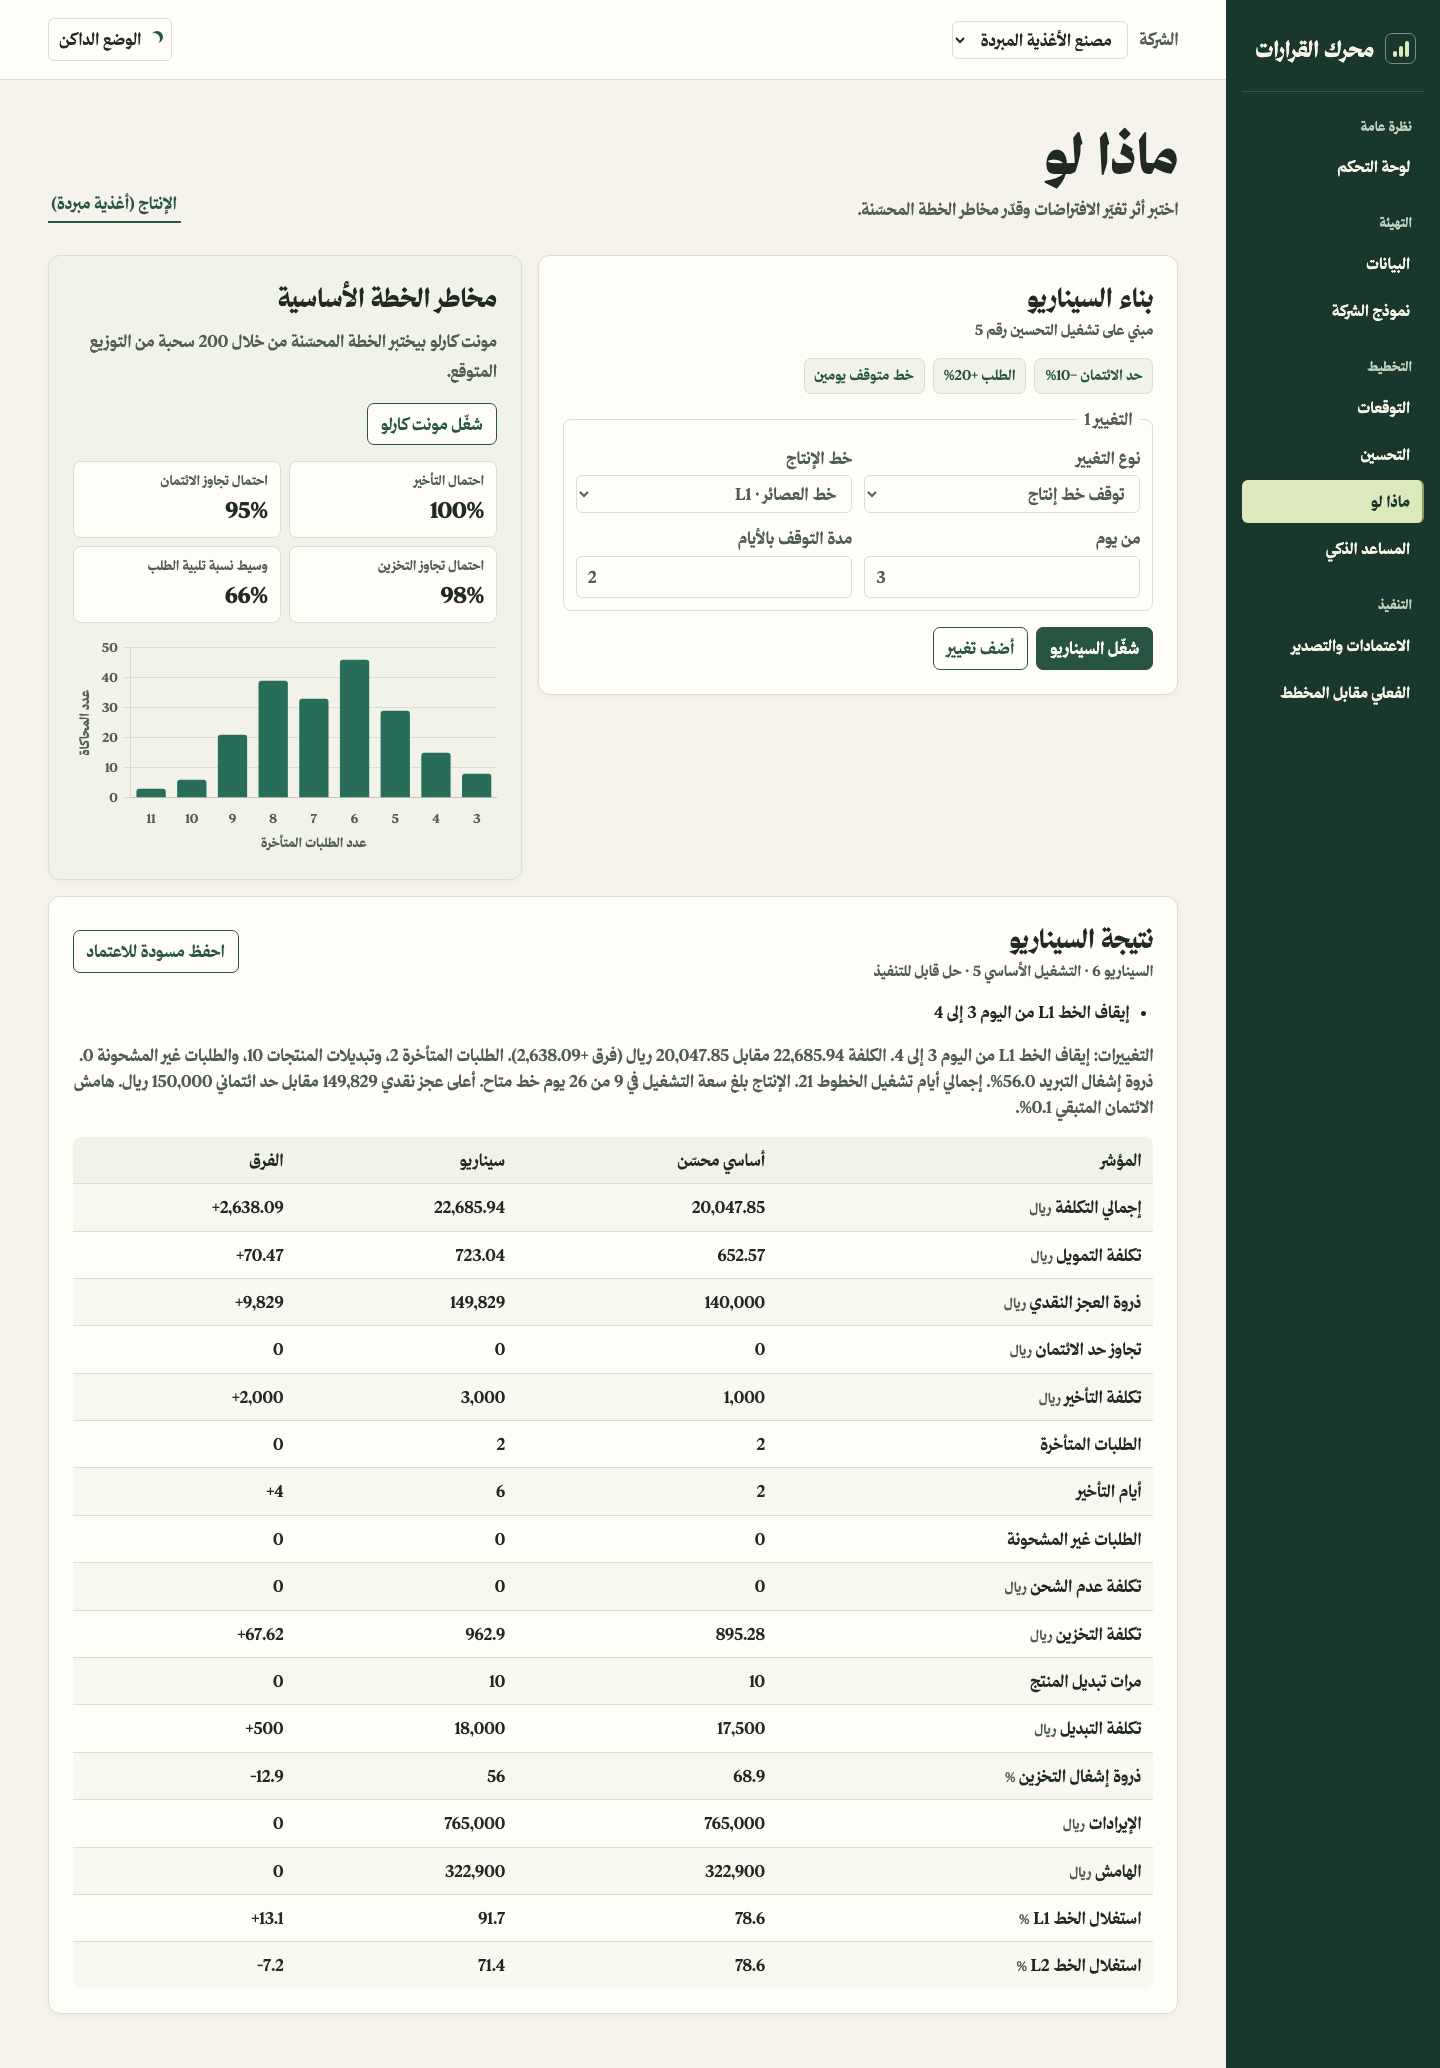 محرك القرارات
نظرة عامة
لوحة التحكم
التهيئة
البيانات
نموذج الشركة
التخطيط
التوقعات
التحسين
ماذا لو
المساعد الذكي
التنفيذ
الاعتمادات والتصدير
الفعلي مقابل المخطط
الشركة
مصنع الأغذية المبردة
الوضع الداكن
ماذا لو
اختبر أثر تغيّر الافتراضات وقدّر مخاطر الخطة المحسّنة.
الإنتاج (أغذية مبردة)
بناء السيناريو
مبني على تشغيل التحسين رقم 5
حد الائتمان −10%
الطلب +20%
خط متوقف يومين
التغيير 1
نوع التغيير
خط الإنتاج
توقف خط إنتاج
خط العصائر · L1
من يوم
مدة التوقف بالأيام
3
2
شغّل السيناريو
أضف تغيير
مخاطر الخطة الأساسية
مونت كارلو بيختبر الخطة المحسّنة من خلال 200 سحبة من التوزيع
المتوقع.
شغّل مونت كارلو
احتمال التأخير
100%
احتمال تجاوز الائتمان
95%
احتمال تجاوز التخزين
98%
وسيط نسبة تلبية الطلب
66%
50
40
30
20
10
0
عدد المحاكاة
11 10 9 8 7 6 5 4 3
عدد الطلبات المتأخرة
نتيجة السيناريو
السيناريو 6 · التشغيل الأساسي 5 · حل قابل للتنفيذ
احفظ مسودة للاعتماد
• إيقاف الخط L1 من اليوم 3 إلى 4
التغييرات: إيقاف الخط L1 من اليوم 3 إلى 4. الكلفة 22,685.94 مقابل 20,047.85 ريال (فرق +2,638.09). الطلبات المتأخرة 2، وتبديلات المنتجات 10، والطلبات غير المشحونة 0.
ذروة إشغال التبريد 56.0%. إجمالي أيام تشغيل الخطوط 21. الإنتاج بلغ سعة التشغيل في 9 من 26 يوم خط متاح. أعلى عجز نقدي 149,829 مقابل حد ائتماني 150,000 ريال. هامش
الائتمان المتبقي 0.1%.
المؤشر أساسي محسّن سيناريو الفرق
إجمالي التكلفة ريال 20,047.85 22,685.94 +2,638.09
تكلفة التمويل ريال 652.57 723.04 +70.47
ذروة العجز النقدي ريال 140,000 149,829 +9,829
تجاوز حد الائتمان ريال 0 0 0
تكلفة التأخير ريال 1,000 3,000 +2,000
الطلبات المتأخرة 2 2 0
أيام التأخير 2 6 +4
الطلبات غير المشحونة 0 0 0
تكلفة عدم الشحن ريال 0 0 0
تكلفة التخزين ريال 895.28 962.9 +67.62
مرات تبديل المنتج 10 10 0
تكلفة التبديل ريال 17,500 18,000 +500
ذروة إشغال التخزين % 68.9 56 -12.9
الإيرادات ريال 765,000 765,000 0
الهامش ريال 322,900 322,900 0
استغلال الخط L1 % 78.6 91.7 +13.1
استغلال الخط L2 % 78.6 71.4 -7.2